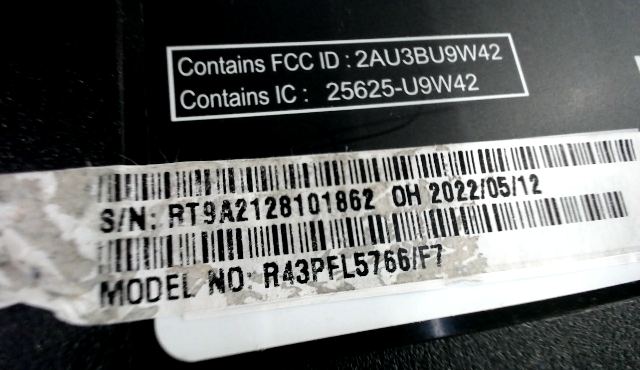 Contains FCC ID : 2AU3BU9W42
Contains IC : 25625-U9W42
S/N: RT9A2128101862 OH 2022/05/12
MODEL NO: R43PFL5766/F7